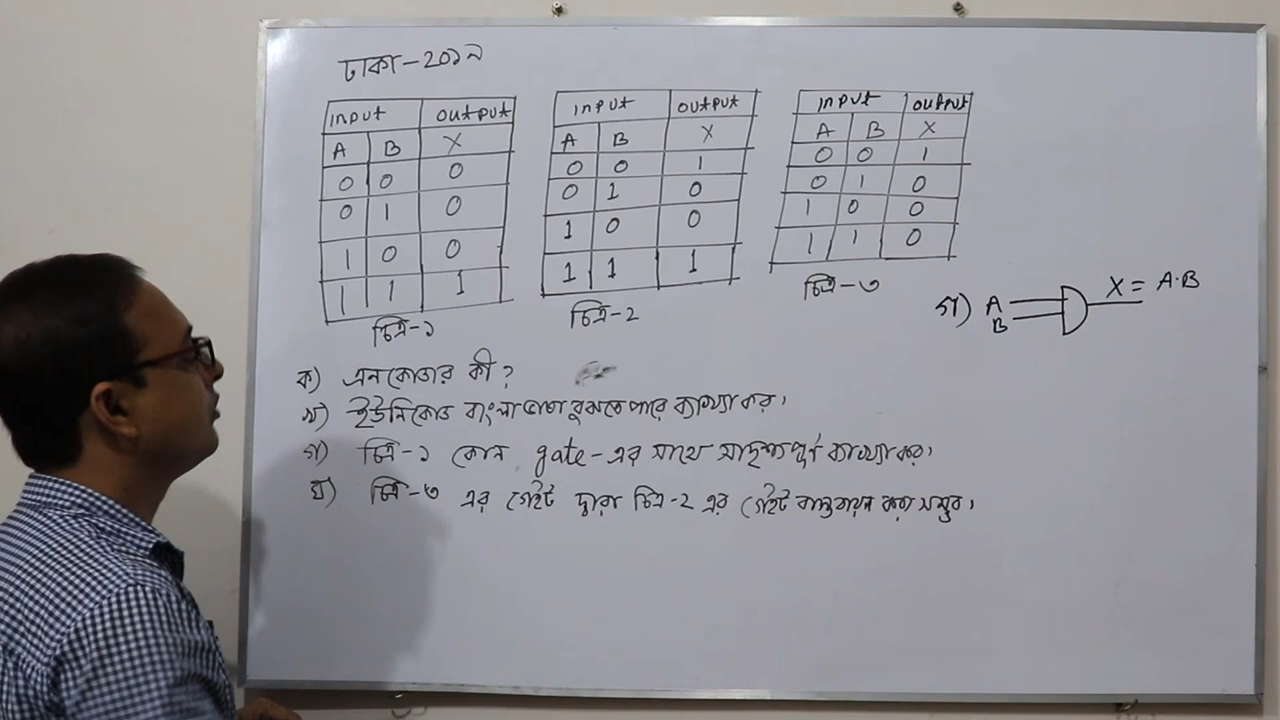 ঢাকা-২০১৭
input output
A B X
0 0 0
0 1 0
1 0 0
1 1 1
চিত্র-১
input output
A B X
0 0 1
0 1 0
1 0 0
1 1 1
চিত্র-২
input output
A B X
0 0 1
0 1 0
1 0 0
1 1 0
চিত্র-৩
গ) A B X = A·B
ক) এনকোডার কী?
খ) ইউনিকোড বাংলা ভাষা বুঝতে পারে ব্যাখ্যা কর।
গ) চিত্র-১ কোন gate-এর সাথে সাদৃশ্যপূর্ণ ব্যাখ্যা কর।
ঘ) চিত্র-৩ এর গেইট দ্বারা চিত্র-২ এর গেইট বাস্তবায়ন করা সম্ভব।